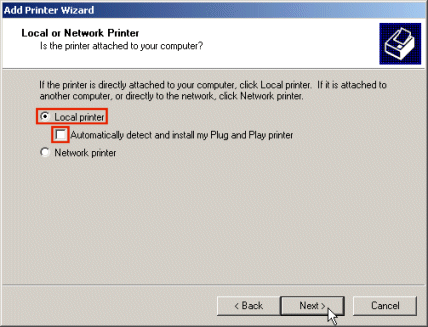 Add Printer Wizard
Local or Network Printer
Is the printer attached to your computer?
If the printer is directly attached to your computer, click Local printer. If it is attached to
another computer, or directly to the network, click Network printer.
Local printer
Automatically detect and install my Plug and Play printer
Network printer
< Back
Next >
Cancel